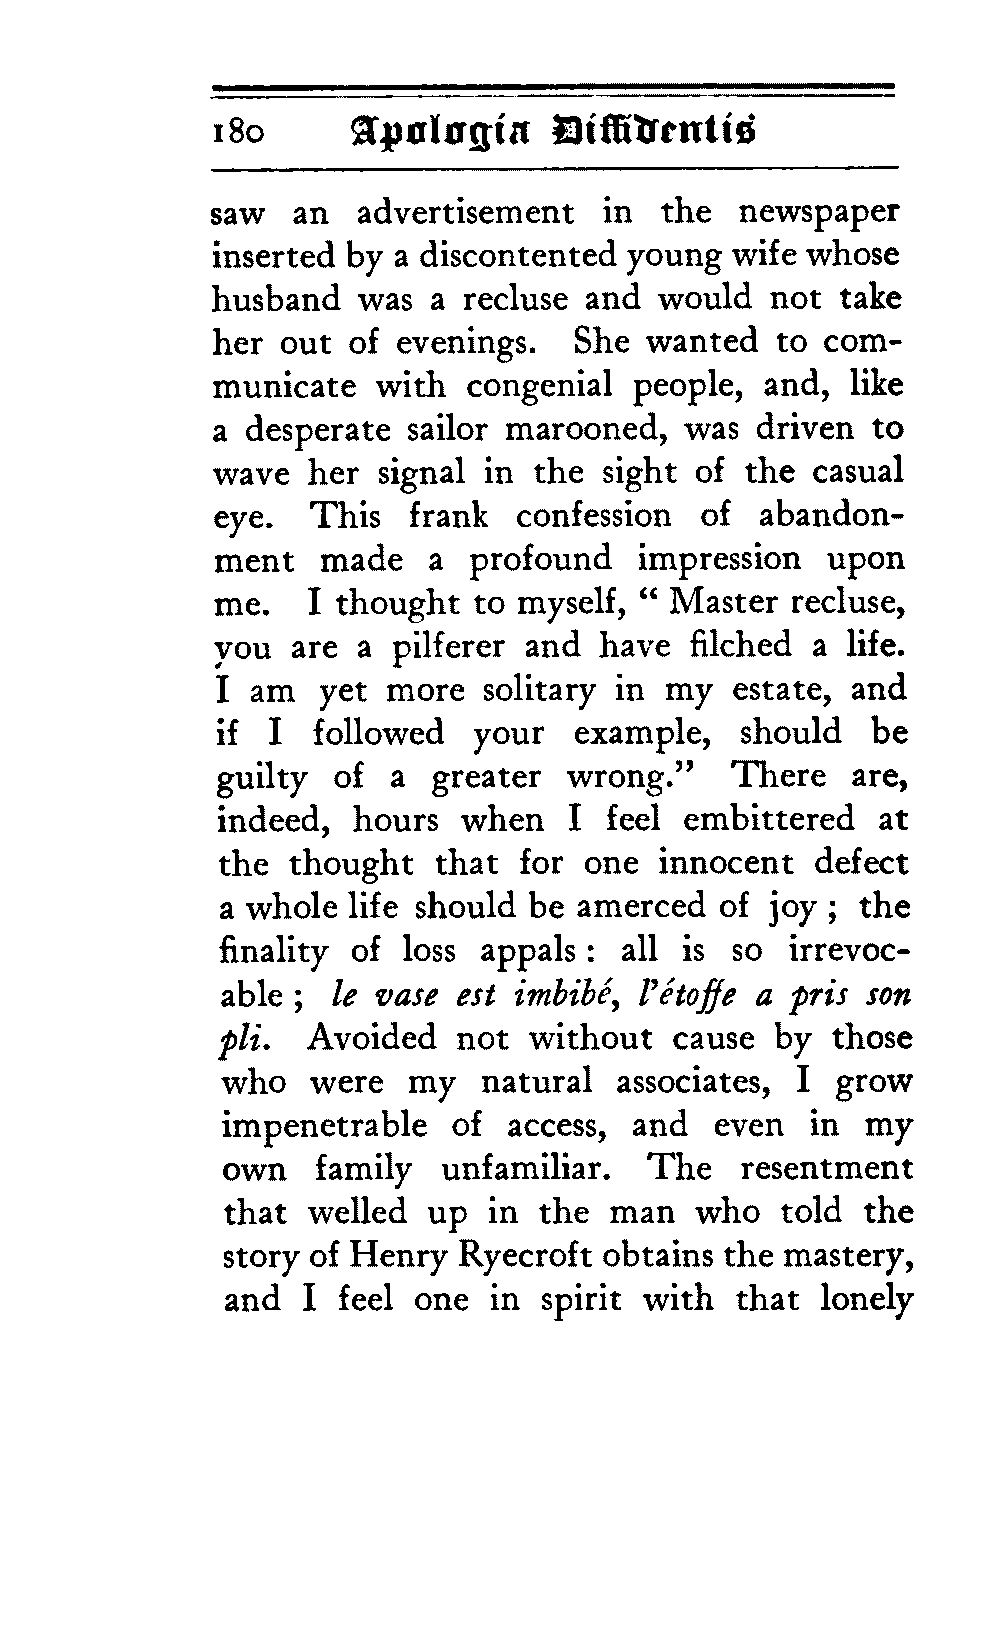 180 Apologia Diffidentis
saw an advertisement in the newspaper
inserted by a discontented young wife whose
husband was a recluse and would not take
her out of evenings. She wanted to com-
municate with congenial people, and, like
a desperate sailor marooned, was driven to
wave her signal in the sight of the casual
eye. This frank confession of abandon-
ment made a profound impression upon
me. I thought to myself, “ Master recluse,
you are a pilferer and have filched a life.
I am yet more solitary in my estate, and
if I followed your example, should be
guilty of a greater wrong.” There are,
indeed, hours when I feel embittered at
the thought that for one innocent defect
a whole life should be amerced of joy ; the
finality of loss appals : all is so irrevoc-
able ; le vase est imbibé, l'étoffe a pris son
pli. Avoided not without cause by those
who were my natural associates, I grow
impenetrable of access, and even in my
own family unfamiliar. The resentment
that welled up in the man who told the
story of Henry Ryecroft obtains the mastery,
and I feel one in spirit with that lonely